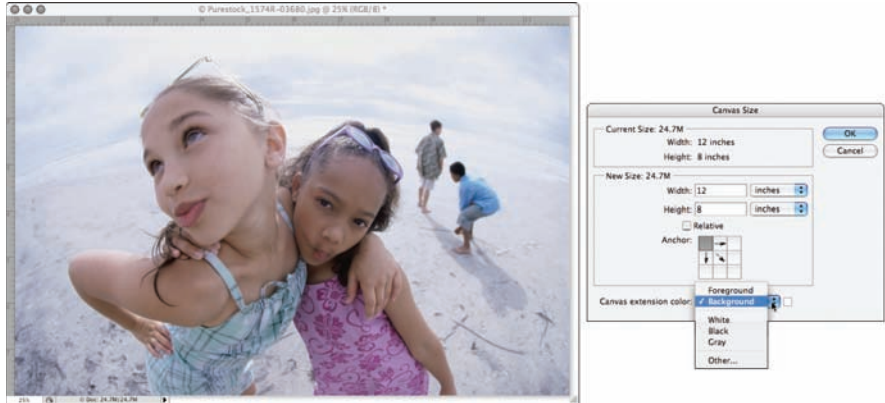 © Purestock_1574R-03680.jpg @ 25% (RGB/8) *
25%
Doc: 24.7M/24.7M
Canvas Size
Current Size: 24.7M
Width: 12 inches
Height: 8 inches
OK
Cancel
New Size: 24.7M
Width: 12 inches
Height: 8 inches
Relative
Anchor:
Canvas extension color:
Foreground
✓ Background
White
Black
Gray
Other...